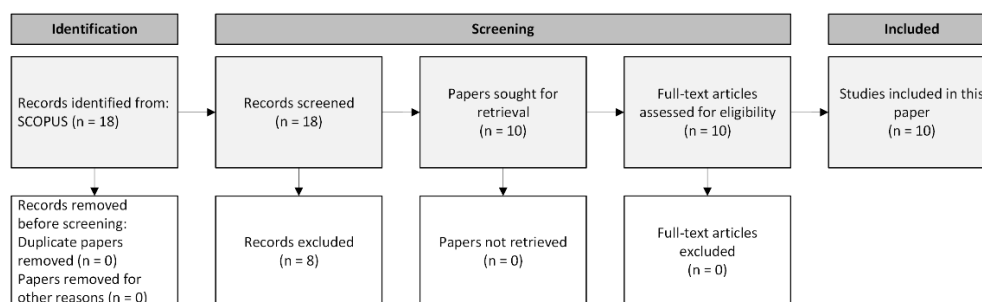 Identification
Screening
Included
Records identified from:
SCOPUS (n = 18)
Records screened
(n = 18)
Papers sought for
retrieval
(n = 10)
Full-text articles
assessed for eligibility
(n = 10)
Studies included in this
paper
(n = 10)
Records removed
before screening:
Duplicate papers
removed (n = 0)
Papers removed for
other reasons (n = 0)
Records excluded
(n = 8)
Papers not retrieved
(n = 0)
Full-text articles
excluded
(n = 0)